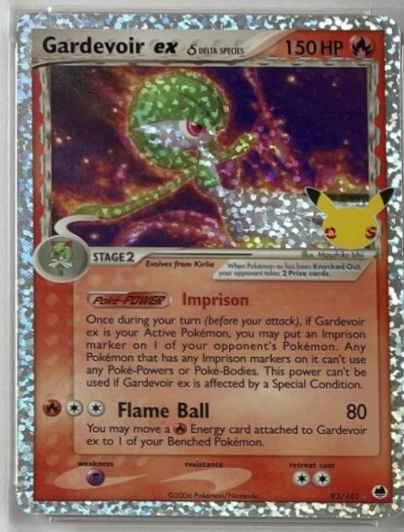 Gardevoir ex δ DELTA SPECIES 150 HP
Illus. Masahiko Ishii
STAGE 2 Evolves from Kirlia
When Pokémon ex has been Knocked Out,
your opponent takes 2 Prize cards.
Poké-POWER Imprison
Once during your turn (before your attack), if Gardevoir
ex is your Active Pokémon, you may put an Imprison
marker on 1 of your opponent's Pokémon. Any
Pokémon that has any Imprison markers on it can't use
any Poké-Powers or Poké-Bodies. This power can't be
used if Gardevoir ex is affected by a Special Condition.
Flame Ball 80
You may move a Energy card attached to Gardevoir
ex to 1 of your Benched Pokémon.
weakness resistance retreat cost
©2006 Pokémon/Nintendo 93/101